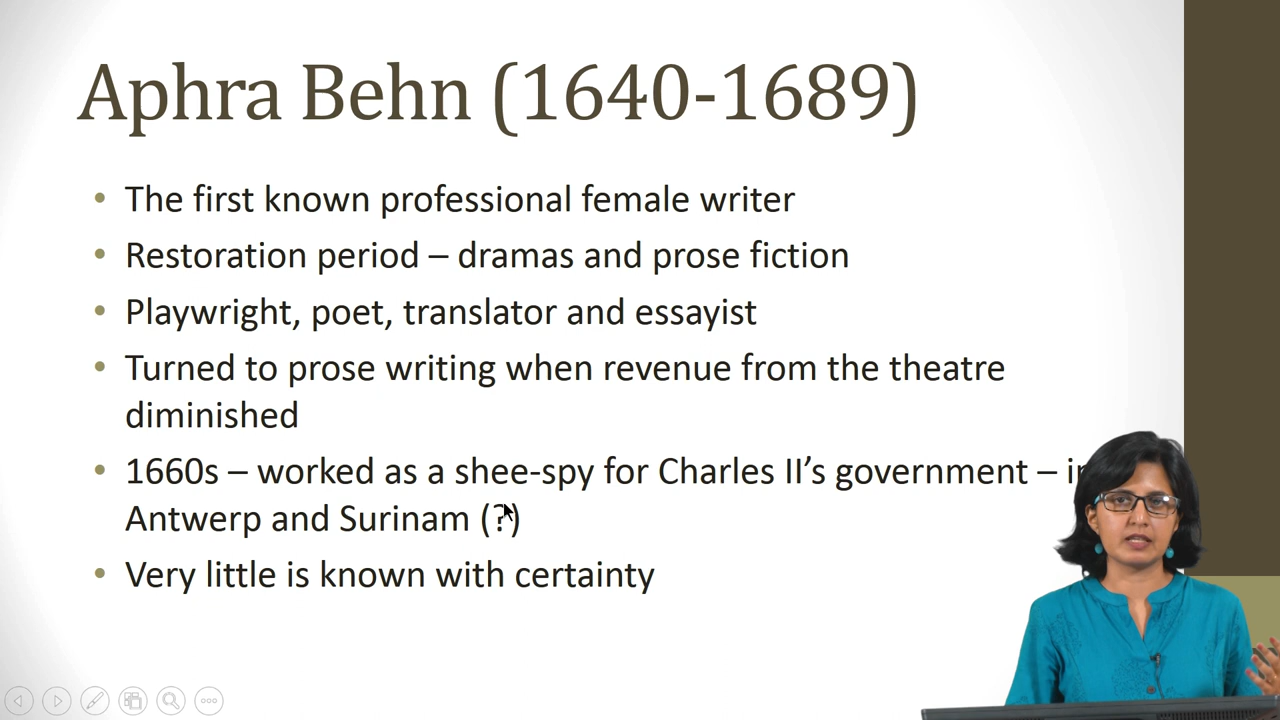 Aphra Behn (1640-1689)
• The first known professional female writer
• Restoration period – dramas and prose fiction
• Playwright, poet, translator and essayist
• Turned to prose writing when revenue from the theatre
diminished
• 1660s – worked as a shee-spy for Charles II’s government –
Antwerp and Surinam (?)
• Very little is known with certainty